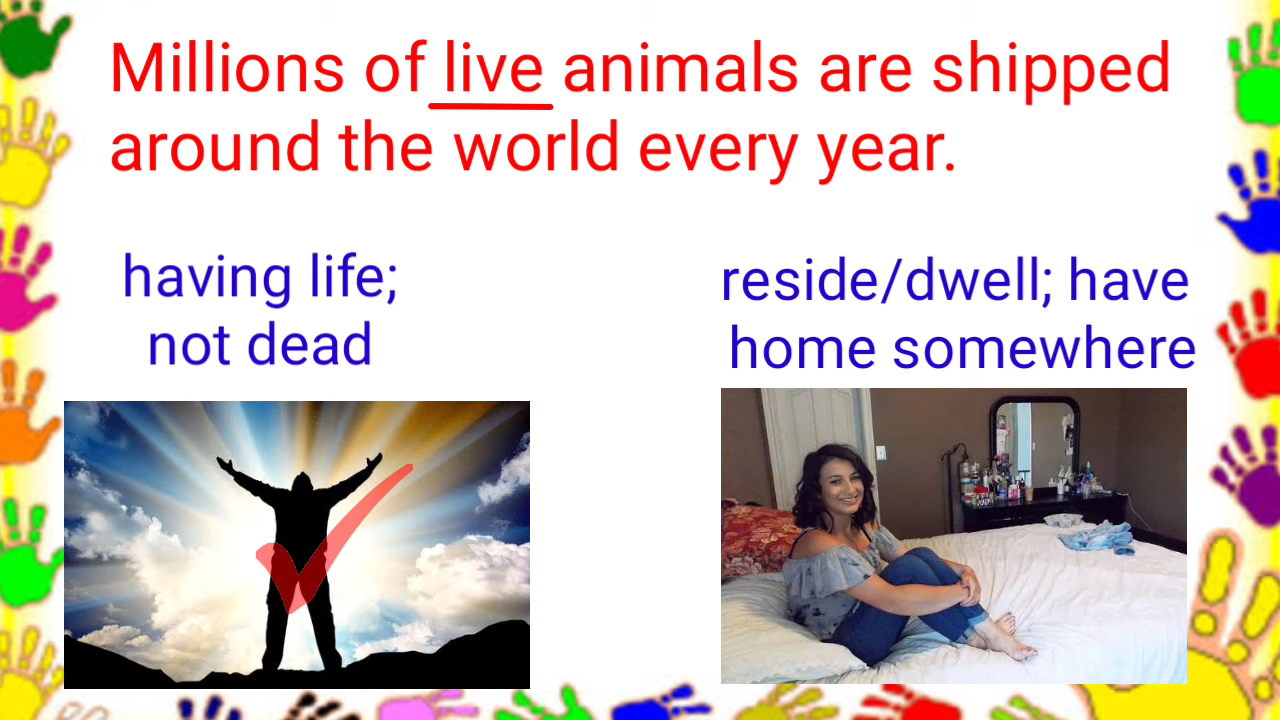 Millions of live animals are shipped
around the world every year.
having life;
not dead
reside/dwell; have
home somewhere